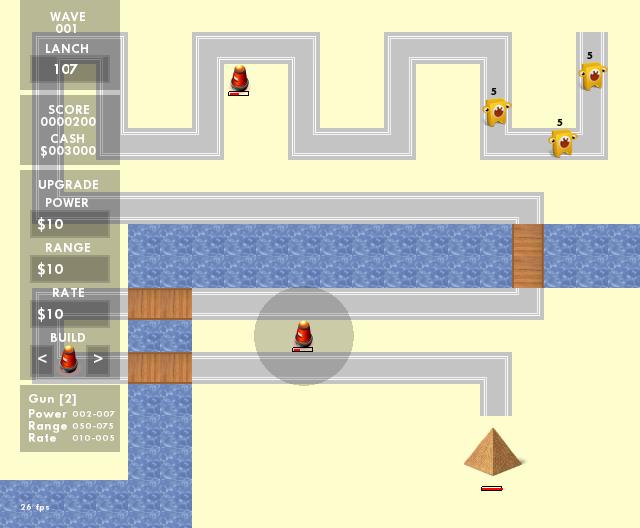 WAVE
001
LANCH
107
SCORE
0000200
CASH
$003000
UPGRADE
POWER
$10
RANGE
$10
RATE
$10
BUILD
< >
Gun [2]
Power 002-007
Range 050-075
Rate 010-005
26 fps
5
5
5